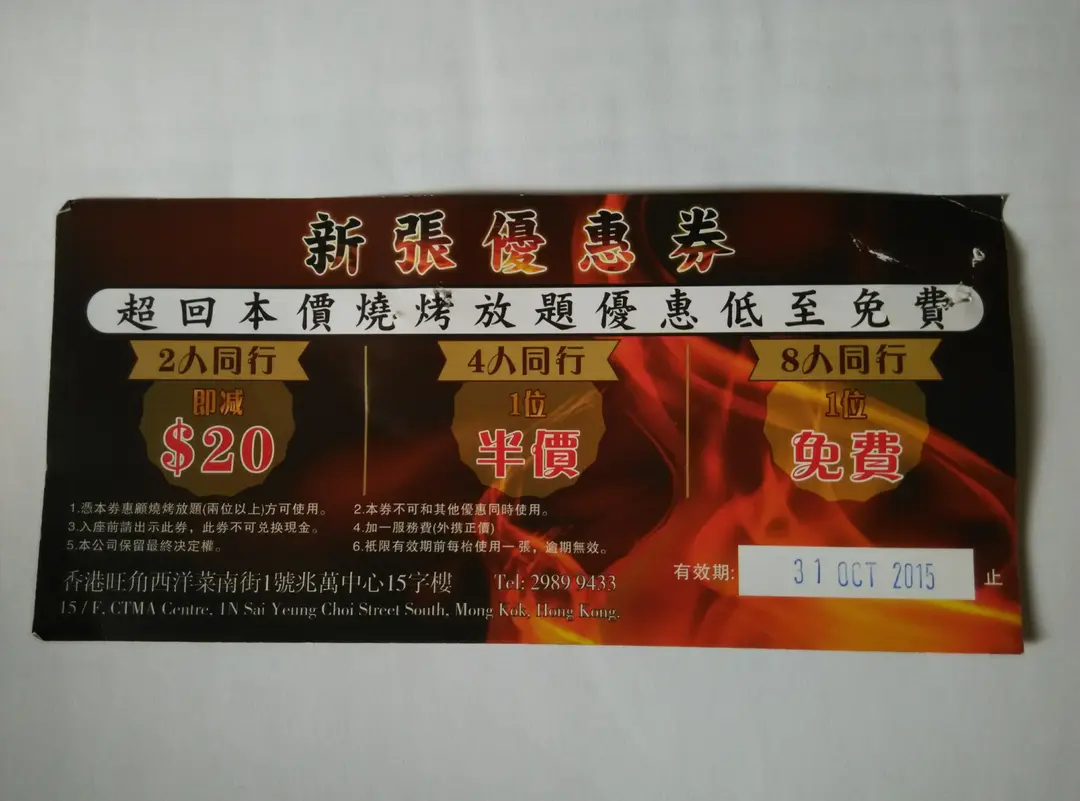 新張優惠券
超回本價燒烤放題優惠低至免費
2人同行
即减
$20
4人同行
1位
半價
8人同行
1位
免費
1.憑本券惠顧燒烤放題(兩位以上)方可使用。
2.本券不可和其他優惠同時使用。
3.入座前請出示此券，此券不可兑换現金。
4.加一服務費(外携正價)
5.本公司保留最終决定權。
6.祇限有效期前每枱使用一張，逾期無效。
香港旺角西洋菜南街1號兆萬中心15字樓 Tel: 2989 9433
15 / F. CTMA Centre, 1N Sai Yeung Choi Street South, Mong Kok, Hong Kong.
有效期: 31 OCT 2015 止